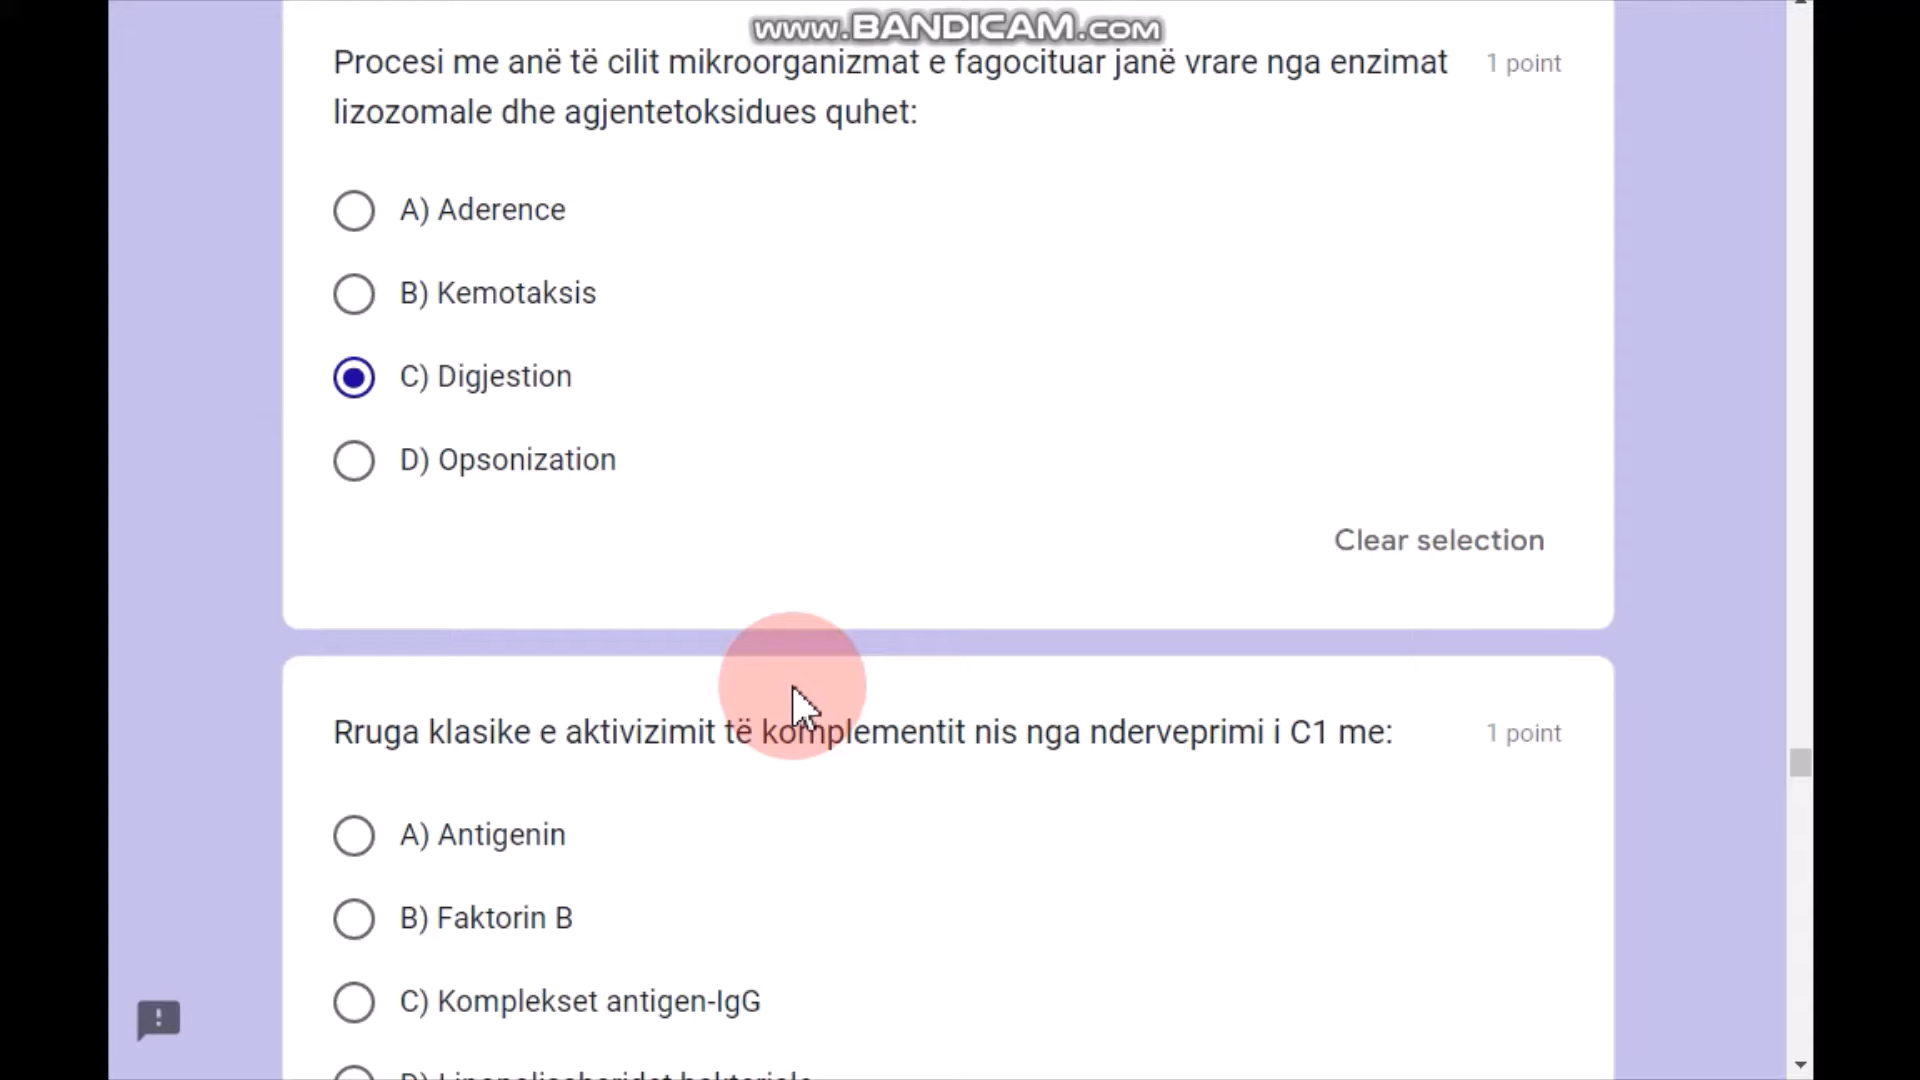 www.BANDICAM.com
Procesi me anë të cilit mikroorganizmat e fagocituar janë vrare nga enzimat 1 point
lizozomale dhe agjentetoksidues quhet:
A) Aderence
B) Kemotaksis
C) Digjestion
D) Opsonization
Clear selection
Rruga klasike e aktivizimit të komplementit nis nga nderveprimi i C1 me: 1 point
A) Antigenin
B) Faktorin B
C) Komplekset antigen-IgG